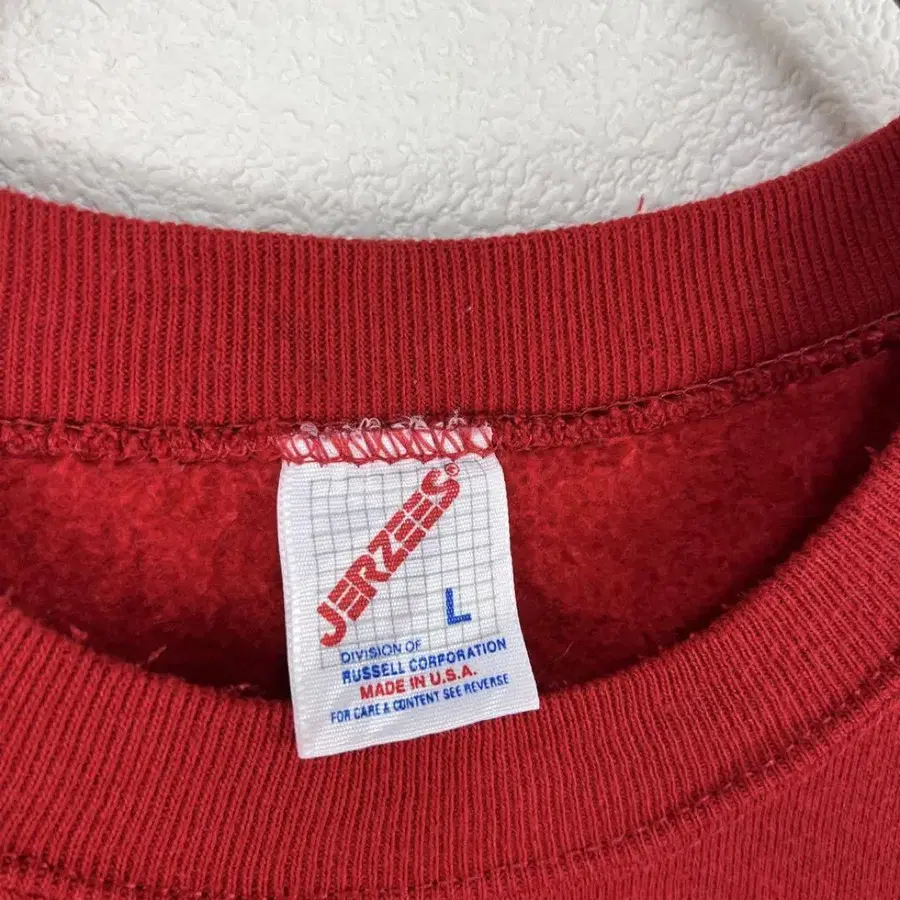 JERZEES®
L
DIVISION OF
RUSSELL CORPORATION
MADE IN U.S.A.
FOR CARE & CONTENT SEE REVERSE